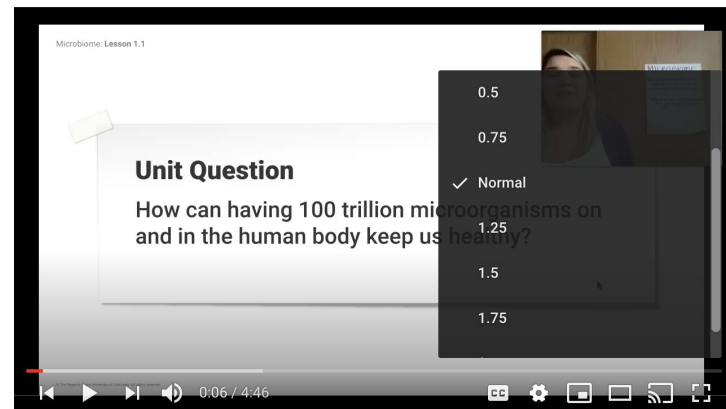 Microbiome: Lesson 1.1
MICROBIOME:
Unit Question
How can having 100 trillion microorganisms on
and in the human body keep us healthy?
0.5
0.75
Normal
1.25
1.5
1.75
0:06 / 4:46
CC